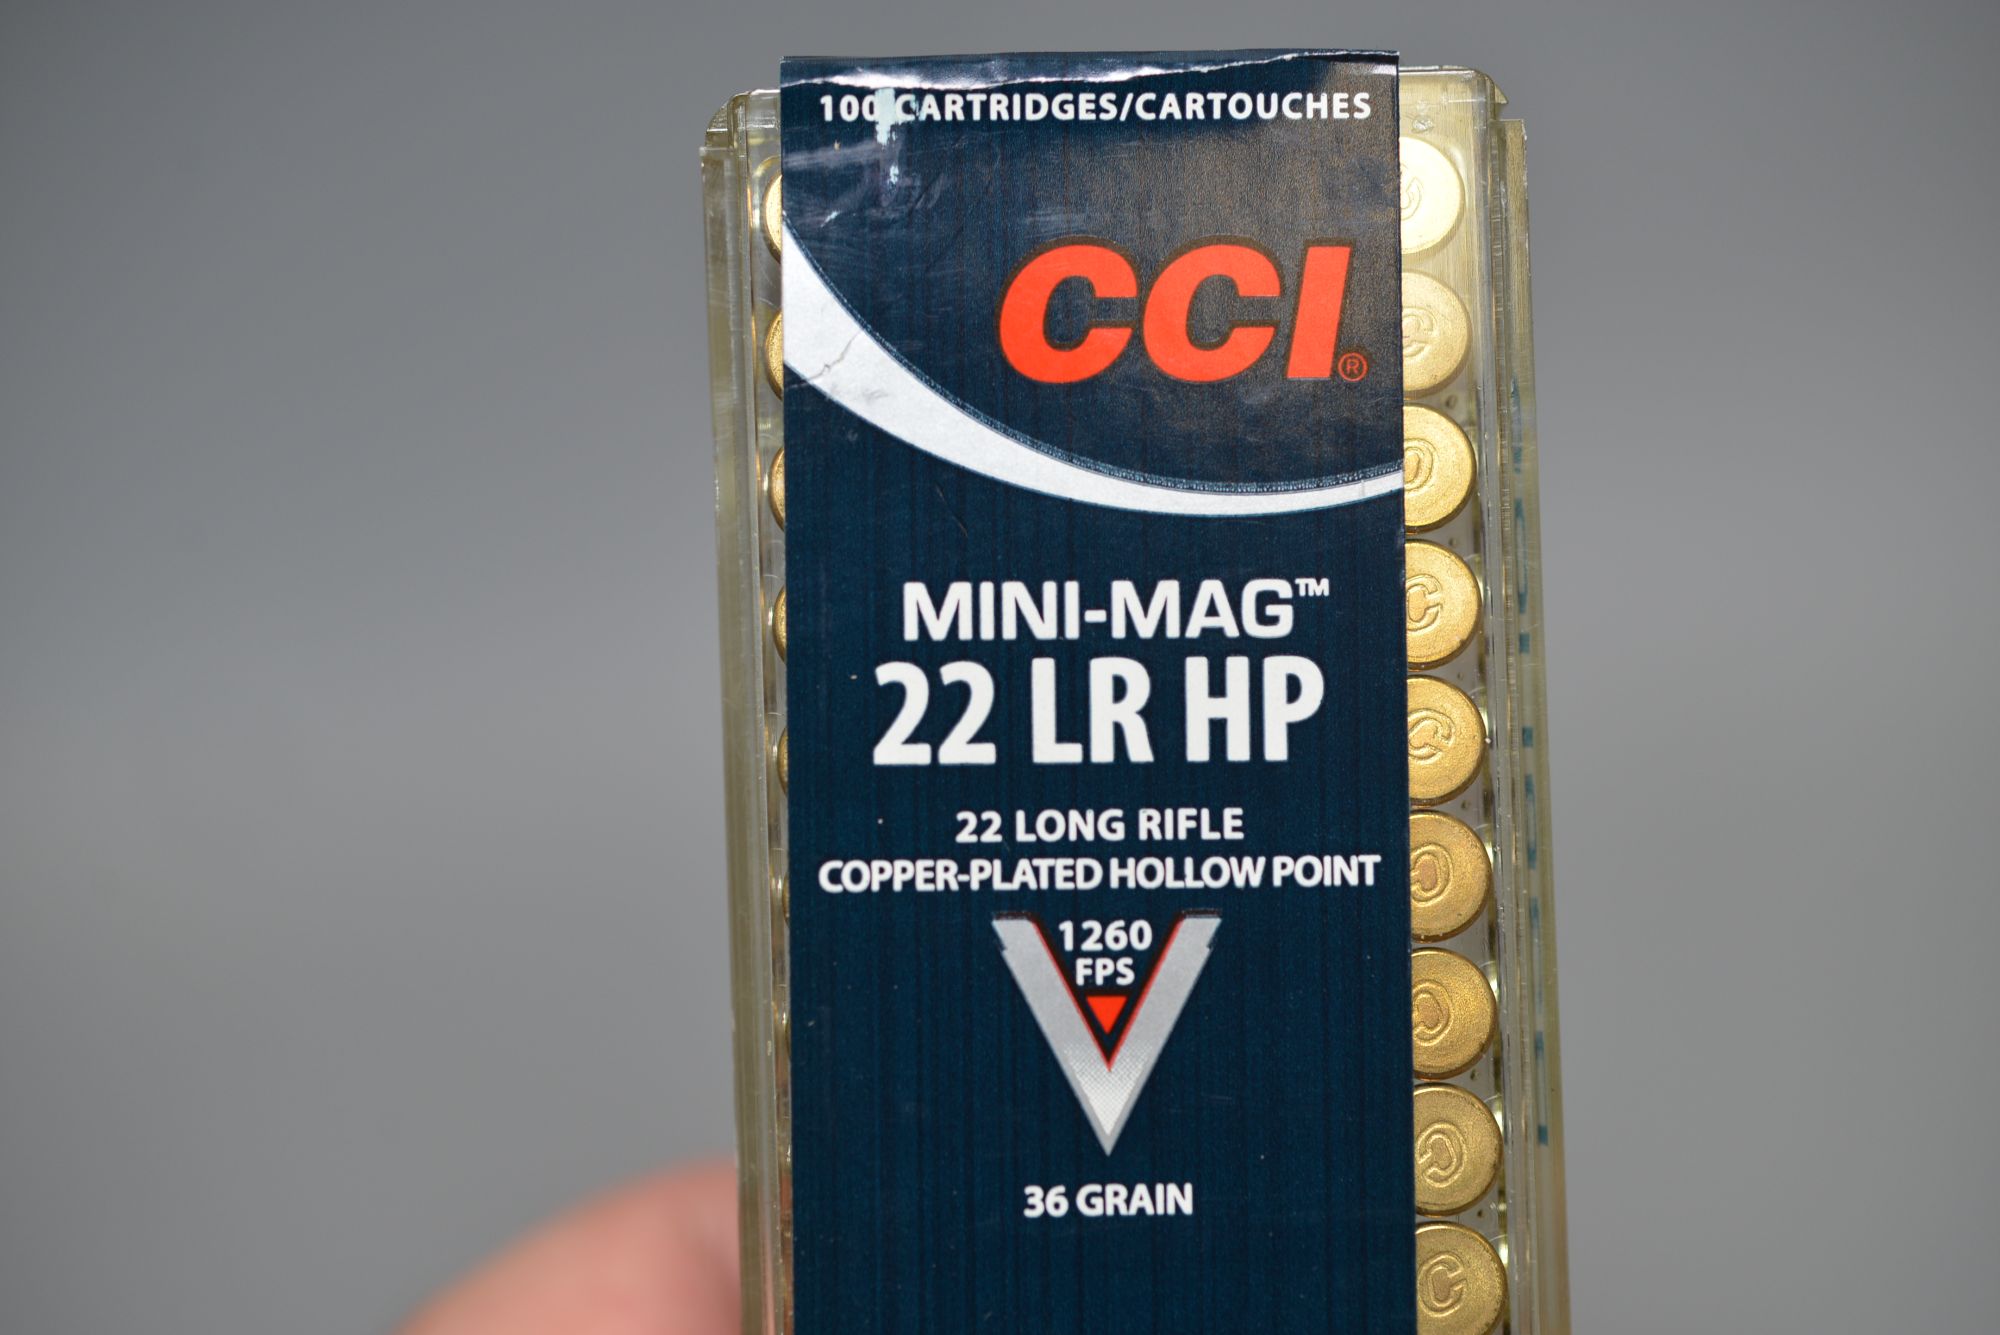 100 CARTRIDGES/CARTOUCHES
CCI®
MINI-MAG™
22 LR HP
22 LONG RIFLE
COPPER-PLATED HOLLOW POINT
1260
FPS
36 GRAIN
C
C
C
C
C
C
C
C
C